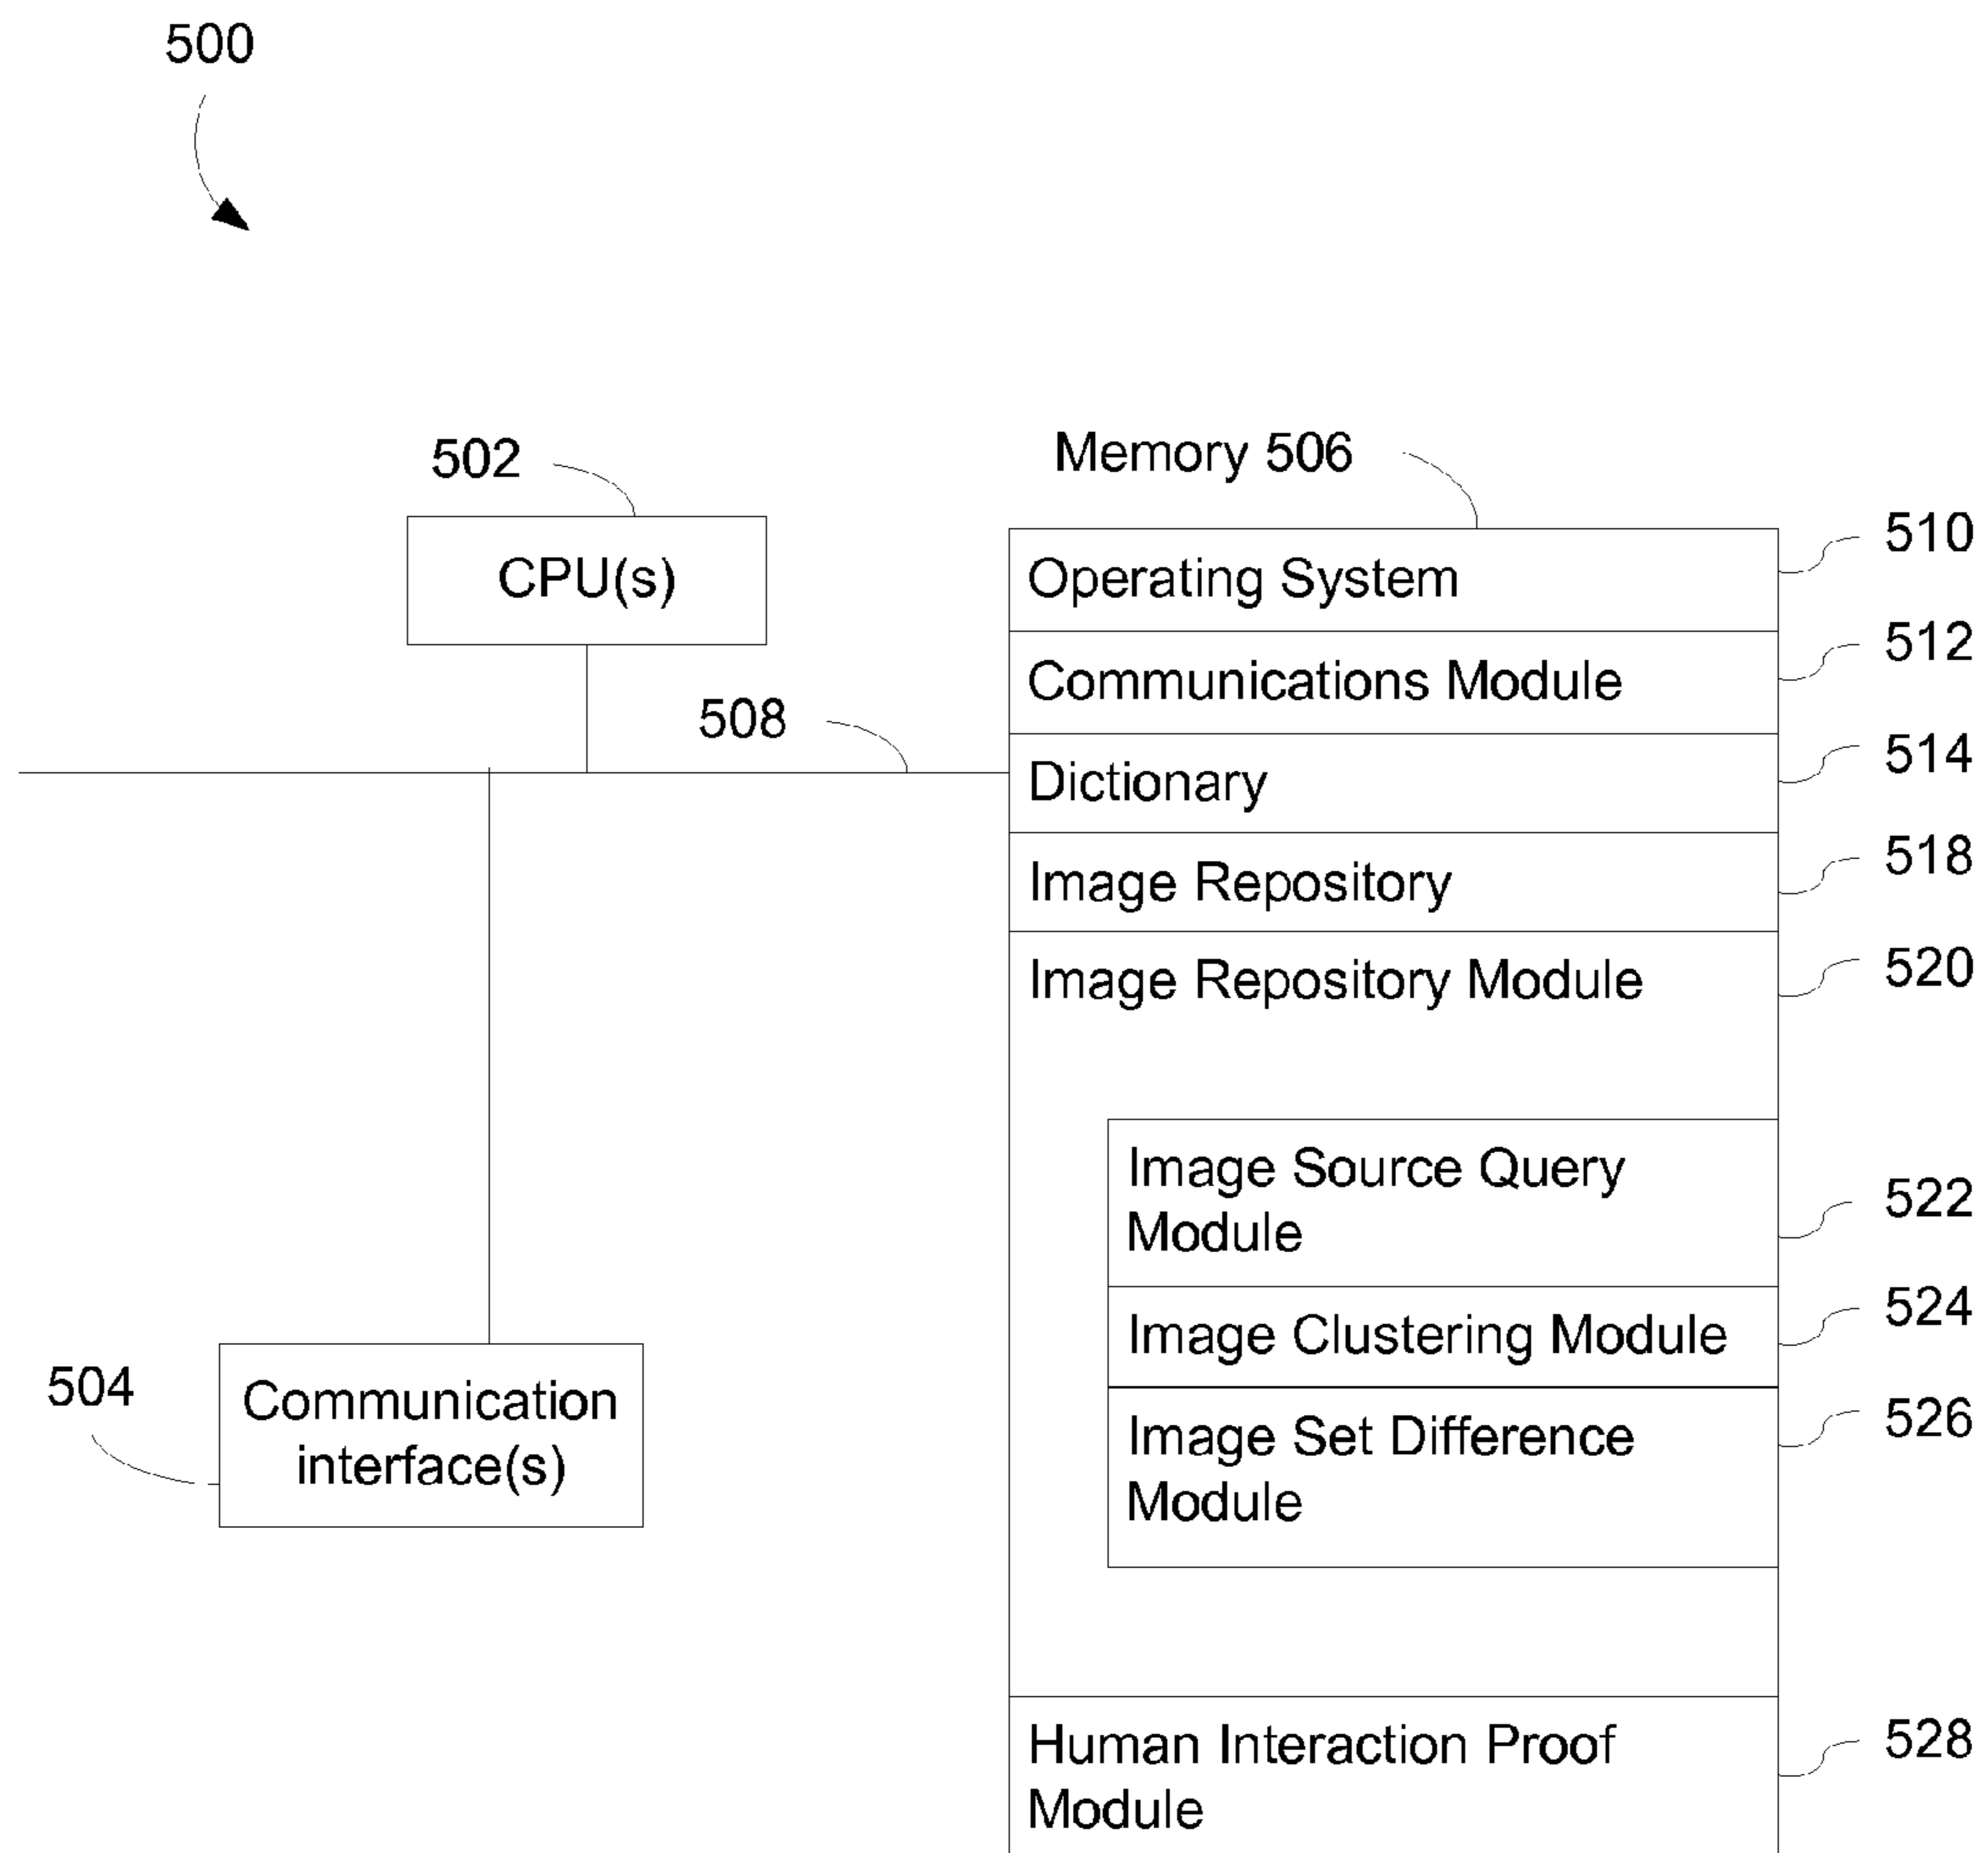 500
502
CPU(s)
508
Memory 506
Operating System
510
Communications Module
512
Dictionary
514
Image Repository
518
Image Repository Module
520
Image Source Query
Module
522
Image Clustering Module
524
Image Set Difference
Module
526
Human Interaction Proof
Module
528
504
Communication
interface(s)